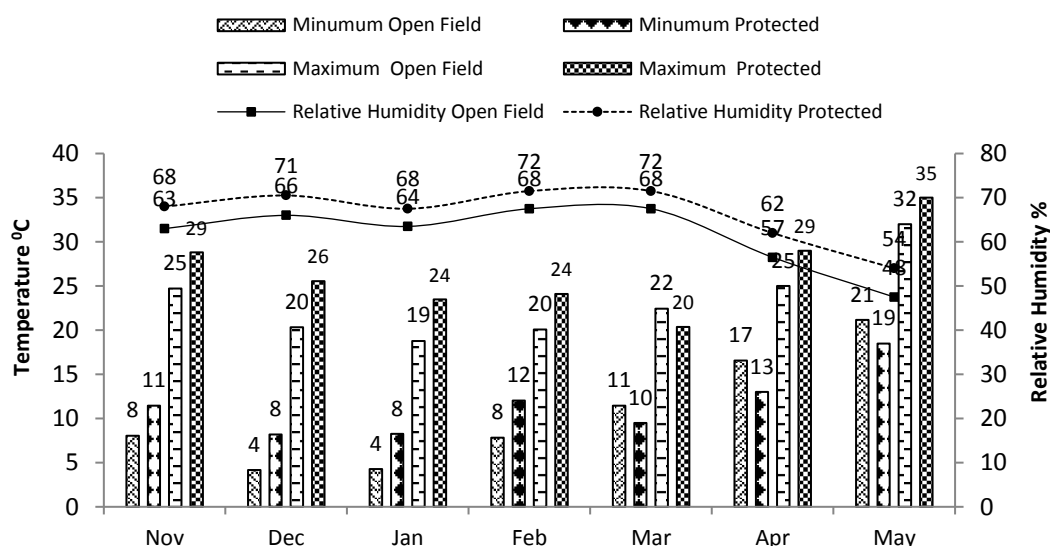 Minumum Open Field
Minumum Protected
Maximum Open Field
Maximum Protected
Relative Humidity Open Field
Relative Humidity Protected
Temperature ⁰C
40
35
30
25
20
15
10
5
0
Relative Humidity %
80
70
60
50
40
30
20
10
0
68 71 68 72 72 62 54
63 66 64 68 68 57 48
8 11 25 29
4 8 20 26
4 8 19 24
8 12 20 24
11 10 22 20
17 13 25 29
21 19 32 35
Nov Dec Jan Feb Mar Apr May